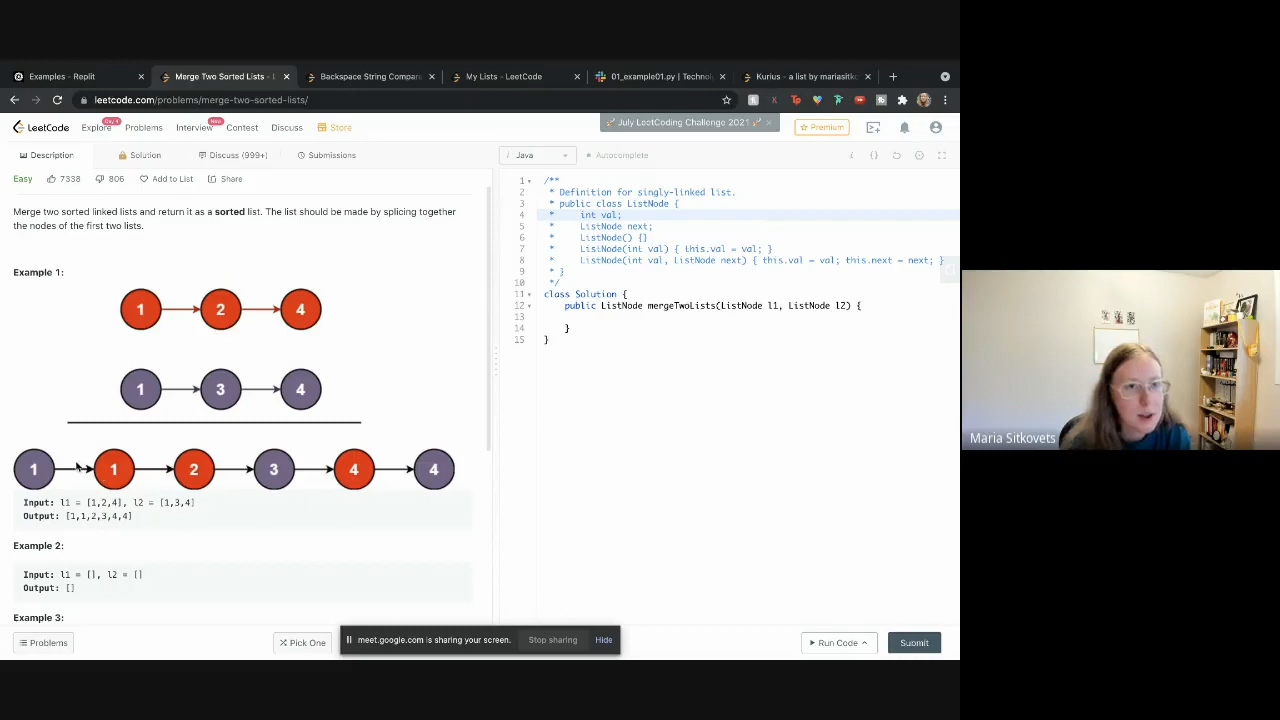 Examples - Replit
Merge Two Sorted Lists - L
Backspace String Compare
My Lists - LeetCode
01_example01.py | Technol
Kurius - a list by mariasitko
leetcode.com/problems/merge-two-sorted-lists/
LeetCode
Explore
Day 4
Problems
Interview
New
Contest
Discuss
Store
July LeetCoding Challenge 2021
Premium
Description
Solution
Discuss (999+)
Submissions
Java
Autocomplete
Easy
7338
806
Add to List
Share
Merge two sorted linked lists and return it as a sorted list. The list should be made by splicing together
the nodes of the first two lists.
Example 1:
1 2 4
1 3 4
1 1 2 3 4 4
Input: l1 = [1,2,4], l2 = [1,3,4]
Output: [1,1,2,3,4,4]
Example 2:
Input: l1 = [], l2 = []
Output: []
Example 3:
1 /**
2 * Definition for singly-linked list.
3 * public class ListNode {
4 * int val;
5 * ListNode next;
6 * ListNode() {}
7 * ListNode(int val) { this.val = val; }
8 * ListNode(int val, ListNode next) { this.val = val; this.next = next; }
9 * }
10 */
11 class Solution {
12 public ListNode mergeTwoLists(ListNode l1, ListNode l2) {
13
14 }
15 }
Problems
Pick One
meet.google.com is sharing your screen.
Stop sharing
Hide
Run Code
Submit
Maria Sitkovets